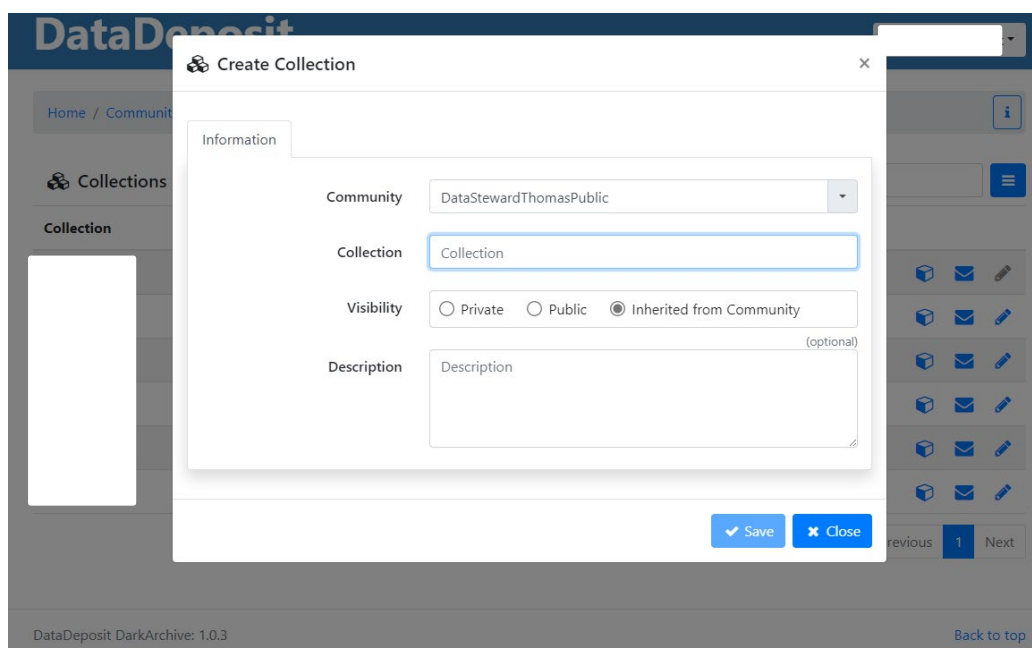 DataDeposit
Create Collection
×
Home / Communit
i
Information
Collections
Community DataStewardThomasPublic
Collection
Collection Collection
Visibility Private Public Inherited from Community
(optional)
Description Description
Save Close
revious 1 Next
DataDeposit DarkArchive: 1.0.3 Back to top